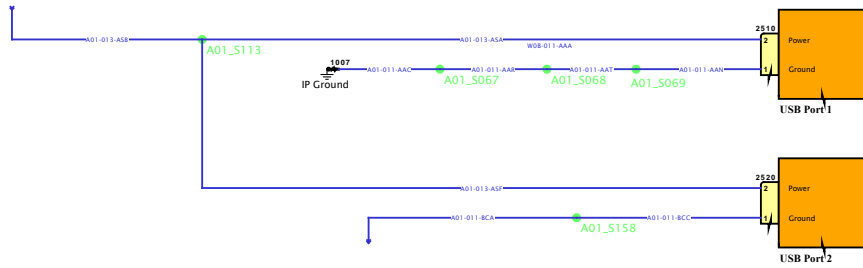 2510
A01-013-ASB
A01-013-ASA
2
Power
A01_S113
W08-011-AAA
1007
A01-011-AAC
A01-011-AAR
A01-011-AAT
A01-011-AAN
1
Ground
A01_S067
A01_S068
A01_S069
IP Ground
USB Port 1
2520
A01-013-ASF
2
Power
A01-011-BCA
A01-011-BCC
1
Ground
A01_S158
USB Port 2